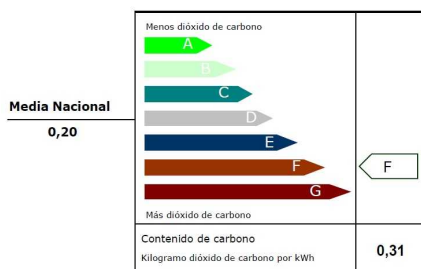 Menos dióxido de carbono
A
B
C
Media Nacional
0,20
D
E
F
F
G
Más dióxido de carbono
Contenido de carbono
Kilogramo dióxido de carbono por kWh
0,31